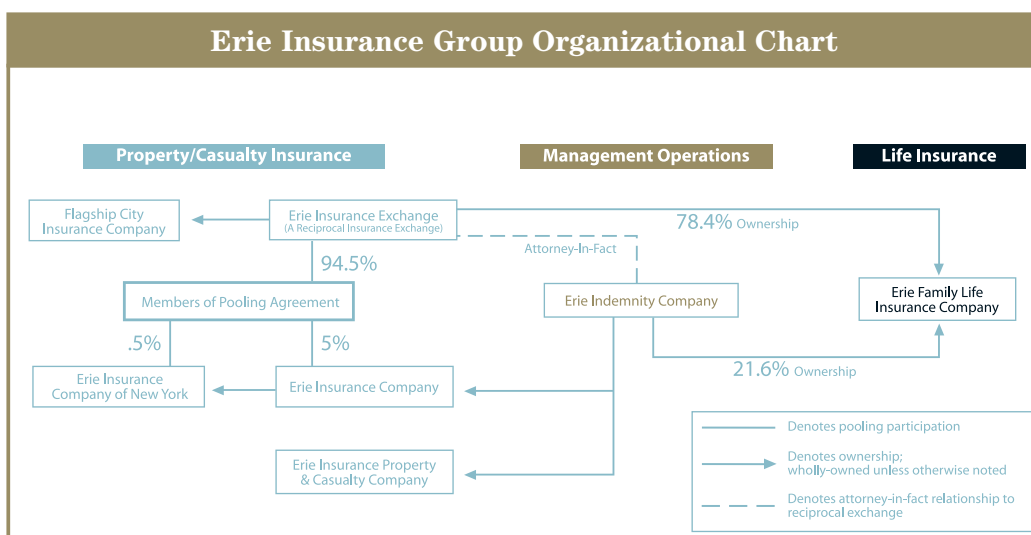 Erie Insurance Group Organizational Chart
Property/Casualty Insurance
Management Operations
Life Insurance
Flagship City
Insurance Company
Erie Insurance Exchange
(A Reciprocal Insurance Exchange)
78.4% Ownership
Attorney-In-Fact
94.5%
Members of Pooling Agreement
Erie Indemnity Company
Erie Family Life
Insurance Company
.5%
5%
21.6% Ownership
Erie Insurance
Company of New York
Erie Insurance Company
Erie Insurance Property
& Casualty Company
Denotes pooling participation
Denotes ownership;
wholly-owned unless otherwise noted
Denotes attorney-in-fact relationship to
reciprocal exchange